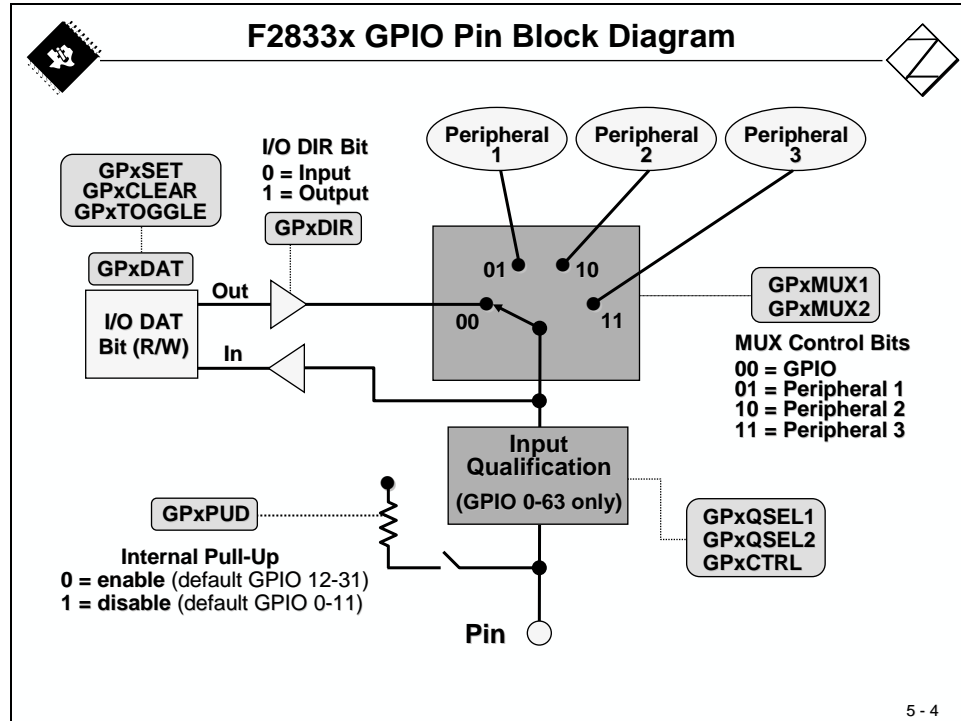 F2833x GPIO Pin Block Diagram
Peripheral
1
Peripheral
2
Peripheral
3
I/O DIR Bit
0 = Input
1 = Output
GPxSET
GPxCLEAR
GPxTOGGLE
GPxDIR
GPxDAT
Out
I/O DAT
Bit (R/W)
In
01
10
00
11
GPxMUX1
GPxMUX2
MUX Control Bits
00 = GPIO
01 = Peripheral 1
10 = Peripheral 2
11 = Peripheral 3
Input
Qualification
(GPIO 0-63 only)
GPxPUD
GPxQSEL1
GPxQSEL2
GPxCTRL
Internal Pull-Up
0 = enable (default GPIO 12-31)
1 = disable (default GPIO 0-11)
Pin
5 - 4